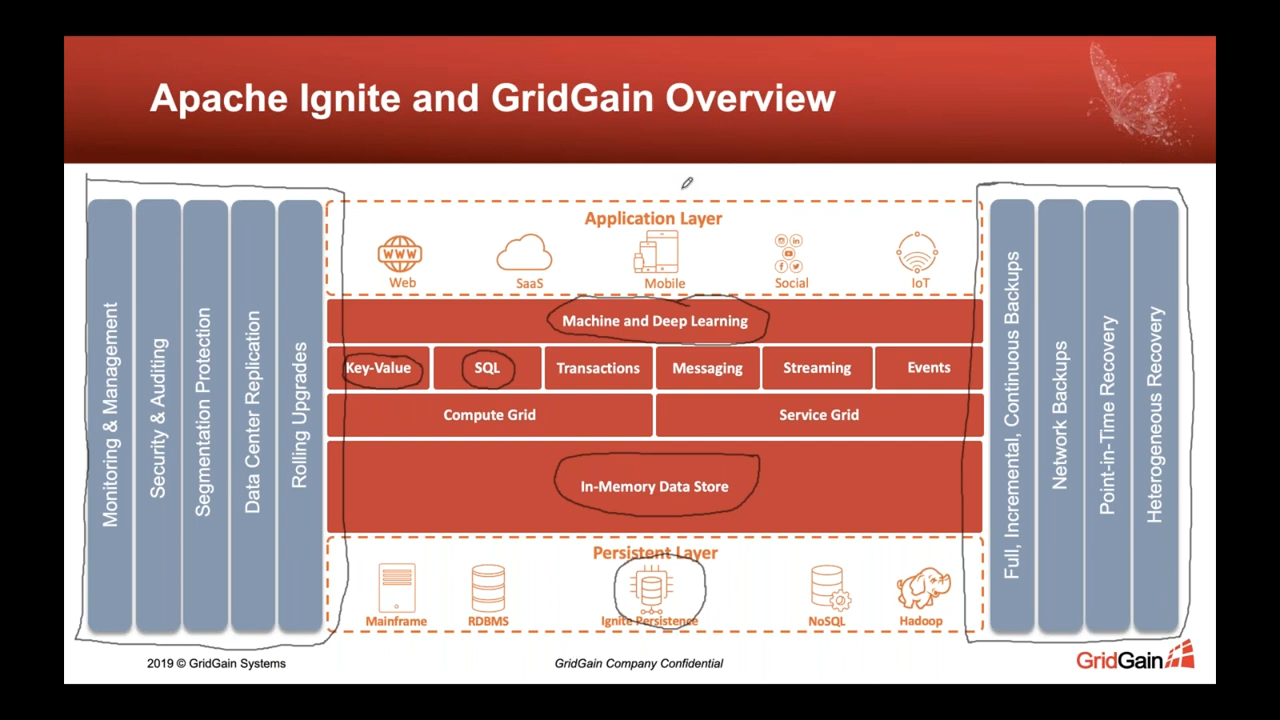 Apache Ignite and GridGain Overview
Monitoring & Management
Security & Auditing
Segmentation Protection
Data Center Replication
Rolling Upgrades
Application Layer
WWW
in
f
Web
SaaS
Mobile
Social
IoT
Machine and Deep Learning
Key-Value
SQL
Transactions
Messaging
Streaming
Events
Compute Grid
Service Grid
In-Memory Data Store
Persistent Layer
Mainframe
RDBMS
Ignite Persistence
NoSQL
Hadoop
Full, Incremental, Continuous Backups
Network Backups
Point-in-Time Recovery
Heterogeneous Recovery
2019 © GridGain Systems
GridGain Company Confidential
GridGain